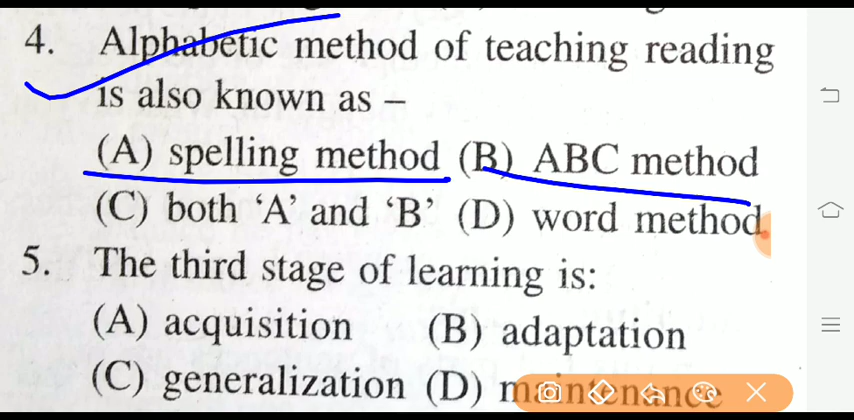 4. Alphabetic method of teaching reading
is also known as –
(A) spelling method (B) ABC method
(C) both ‘A’ and ‘B’ (D) word method
5. The third stage of learning is:
(A) acquisition (B) adaptation
(C) generalization (D) maintenance